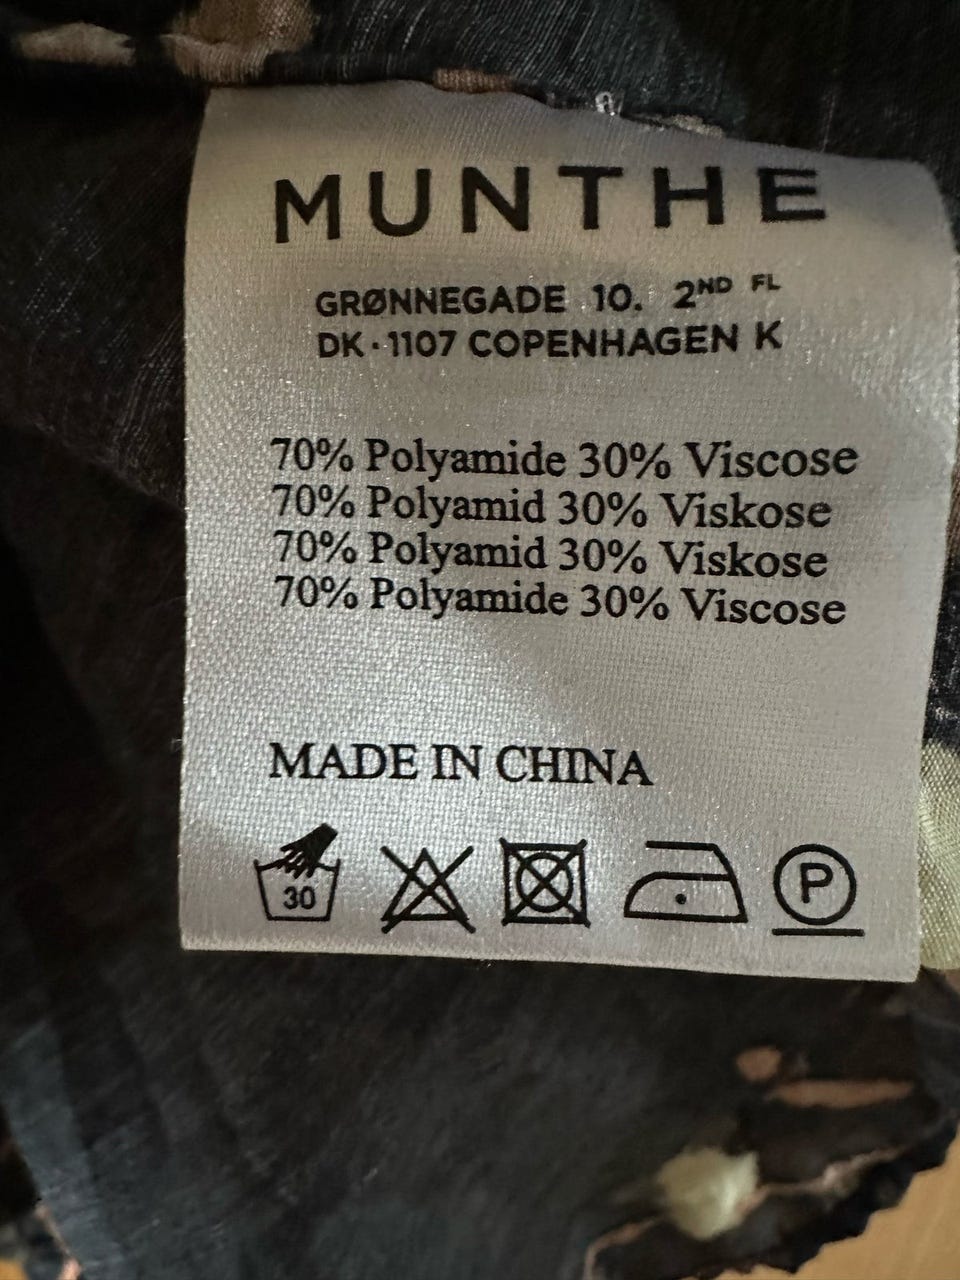 MUNTHE
GRØNNEGADE 10. 2ND FL
DK·1107 COPENHAGEN K
70% Polyamide 30% Viscose
70% Polyamid 30% Viskose
70% Polyamid 30% Viskose
70% Polyamide 30% Viscose
MADE IN CHINA
30 P